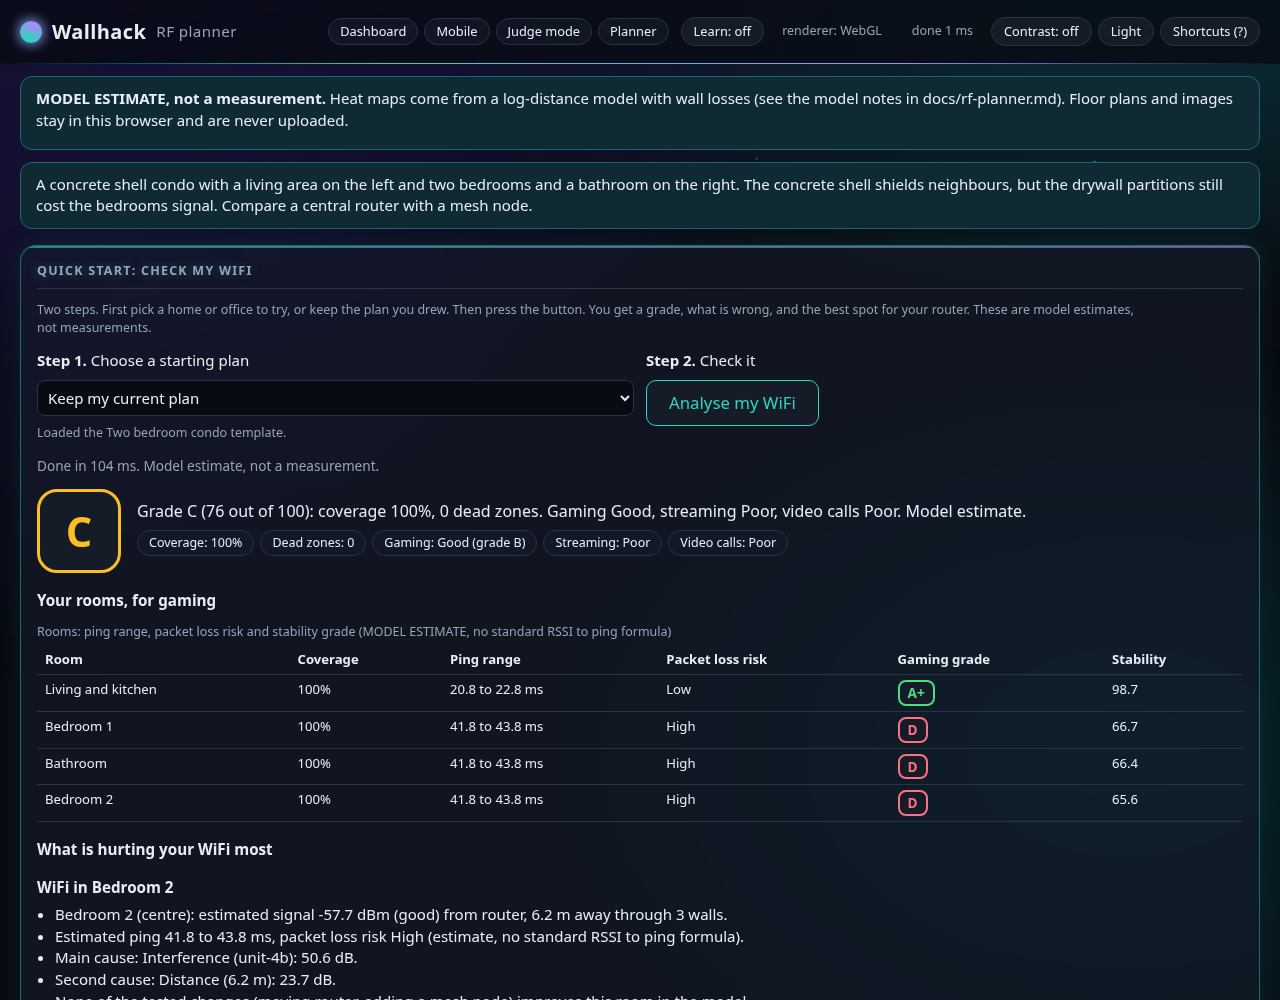 Wallhack RF planner
Dashboard Mobile Judge mode Planner Learn: off renderer: WebGL done 1 ms Contrast: off Light Shortcuts (?)
MODEL ESTIMATE, not a measurement. Heat maps come from a log-distance model with wall losses (see the model notes in docs/rf-planner.md). Floor plans and images
stay in this browser and are never uploaded.
A concrete shell condo with a living area on the left and two bedrooms and a bathroom on the right. The concrete shell shields neighbours, but the drywall partitions still
cost the bedrooms signal. Compare a central router with a mesh node.
QUICK START: CHECK MY WIFI
Two steps. First pick a home or office to try, or keep the plan you drew. Then press the button. You get a grade, what is wrong, and the best spot for your router. These are model estimates,
not measurements.
Step 1. Choose a starting plan
Step 2. Check it
Keep my current plan
Analyse my WiFi
Loaded the Two bedroom condo template.
Done in 104 ms. Model estimate, not a measurement.
C
Grade C (76 out of 100): coverage 100%, 0 dead zones. Gaming Good, streaming Poor, video calls Poor. Model estimate.
Coverage: 100% Dead zones: 0 Gaming: Good (grade B) Streaming: Poor Video calls: Poor
Your rooms, for gaming
Rooms: ping range, packet loss risk and stability grade (MODEL ESTIMATE, no standard RSSI to ping formula)
Room Coverage Ping range Packet loss risk Gaming grade Stability
Living and kitchen 100% 20.8 to 22.8 ms Low A+ 98.7
Bedroom 1 100% 41.8 to 43.8 ms High D 66.7
Bathroom 100% 41.8 to 43.8 ms High D 66.4
Bedroom 2 100% 41.8 to 43.8 ms High D 65.6
What is hurting your WiFi most
WiFi in Bedroom 2
• Bedroom 2 (centre): estimated signal -57.7 dBm (good) from router, 6.2 m away through 3 walls.
• Estimated ping 41.8 to 43.8 ms, packet loss risk High (estimate, no standard RSSI to ping formula).
• Main cause: Interference (unit-4b): 50.6 dB.
• Second cause: Distance (6.2 m): 23.7 dB.
None of the tested changes (moving router, adding a mesh node) improves this room in the model.